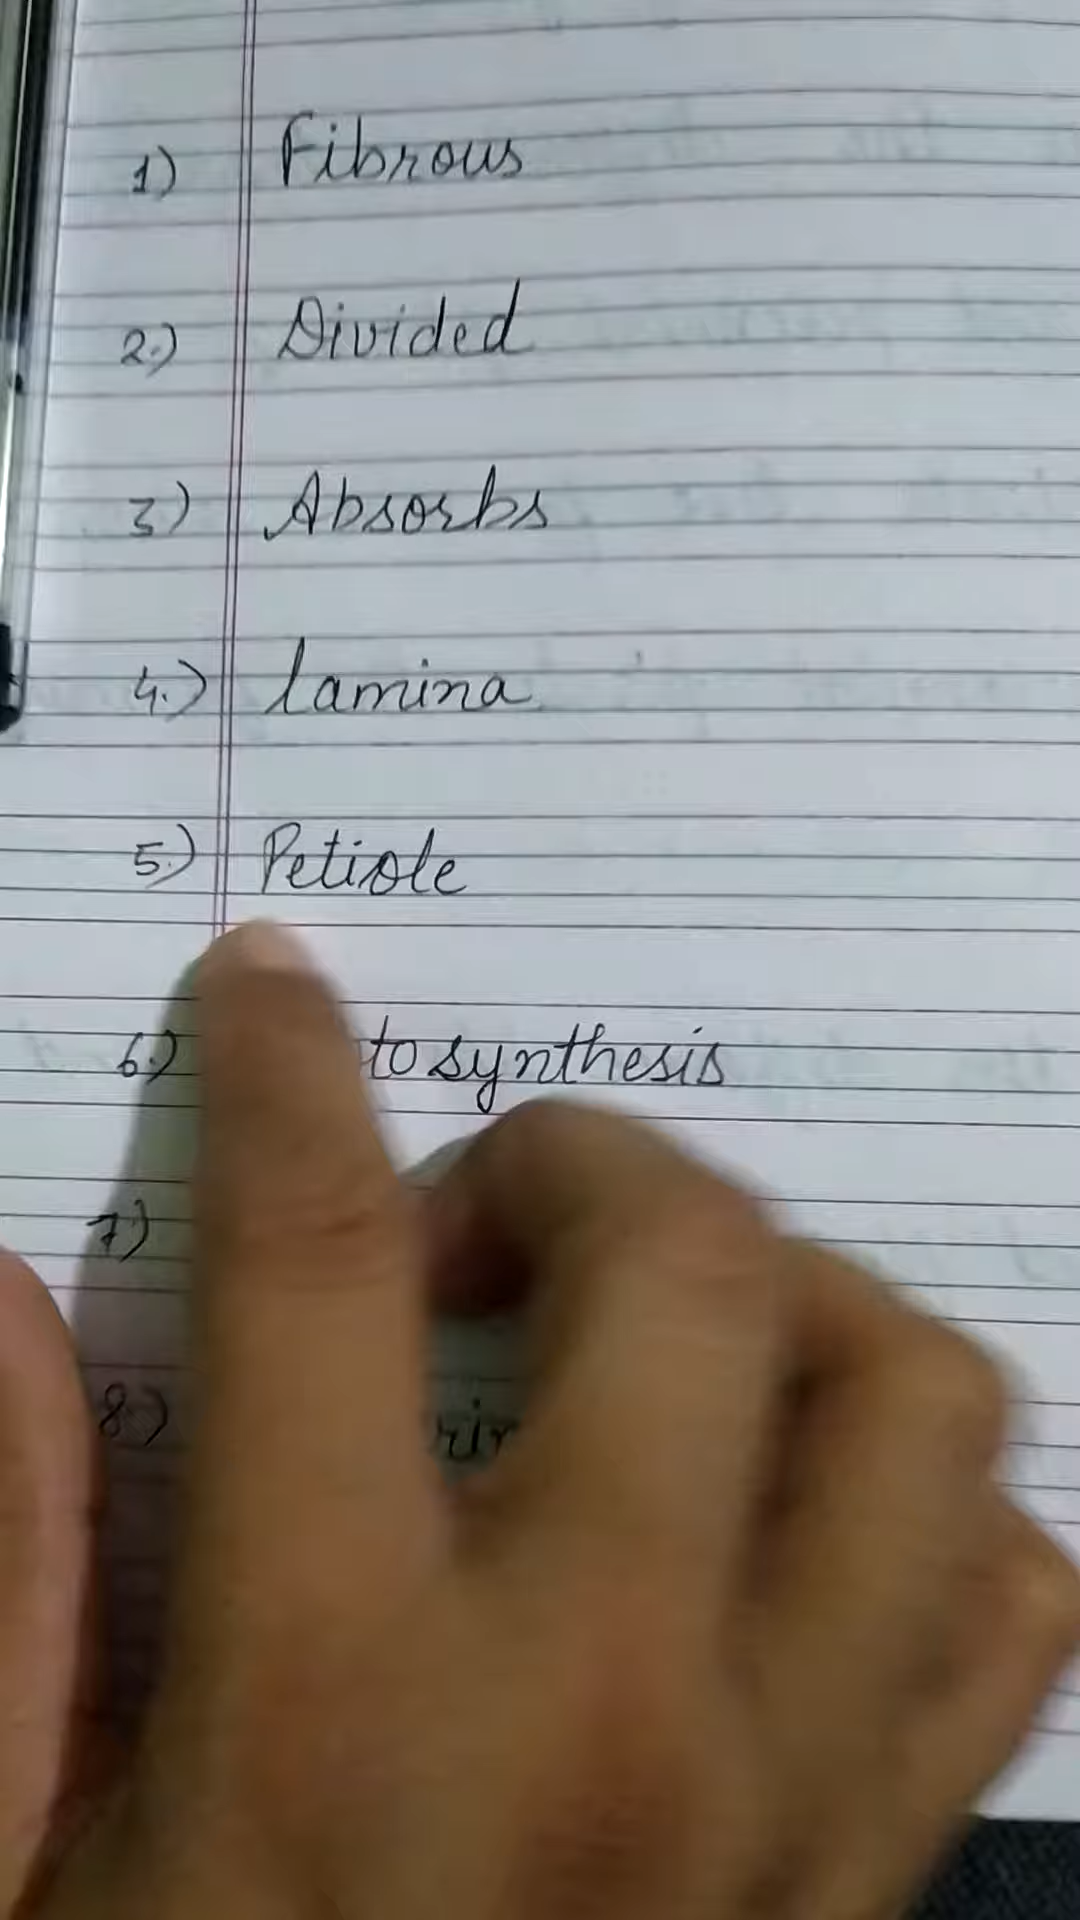 1) Fibrous
2.) Divided
3) Absorbs
4.) Lamina
5.) Petiole
6.) tosynthesis
7)
8.)